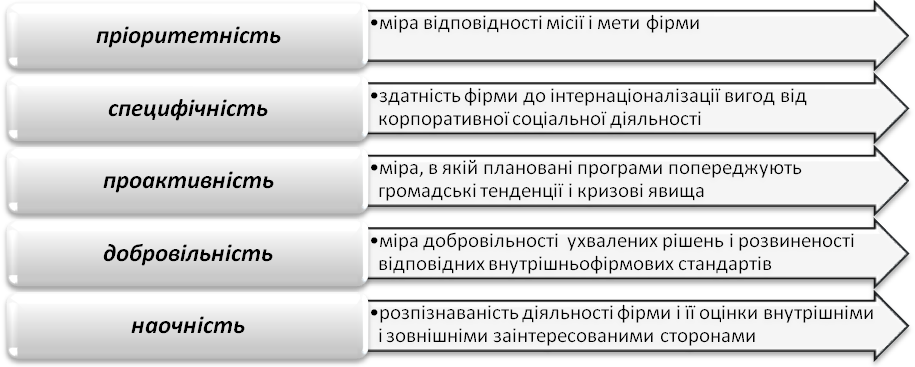 пріоритетність
•міра відповідності місії і мети фірми
специфічність
•здатність фірми до інтернаціоналізації вигод від
корпоративної соціальної діяльності
проактивність
•міра, в якій плановані програми попереджують
громадські тенденції і кризові явища
добровільність
•міра добровільності ухвалених рішень і розвиненості
відповідних внутрішньофірмових стандартів
наочність
•розпізнаваність діяльності фірми і її оцінки внутрішніми
і зовнішніми заінтересованими сторонами